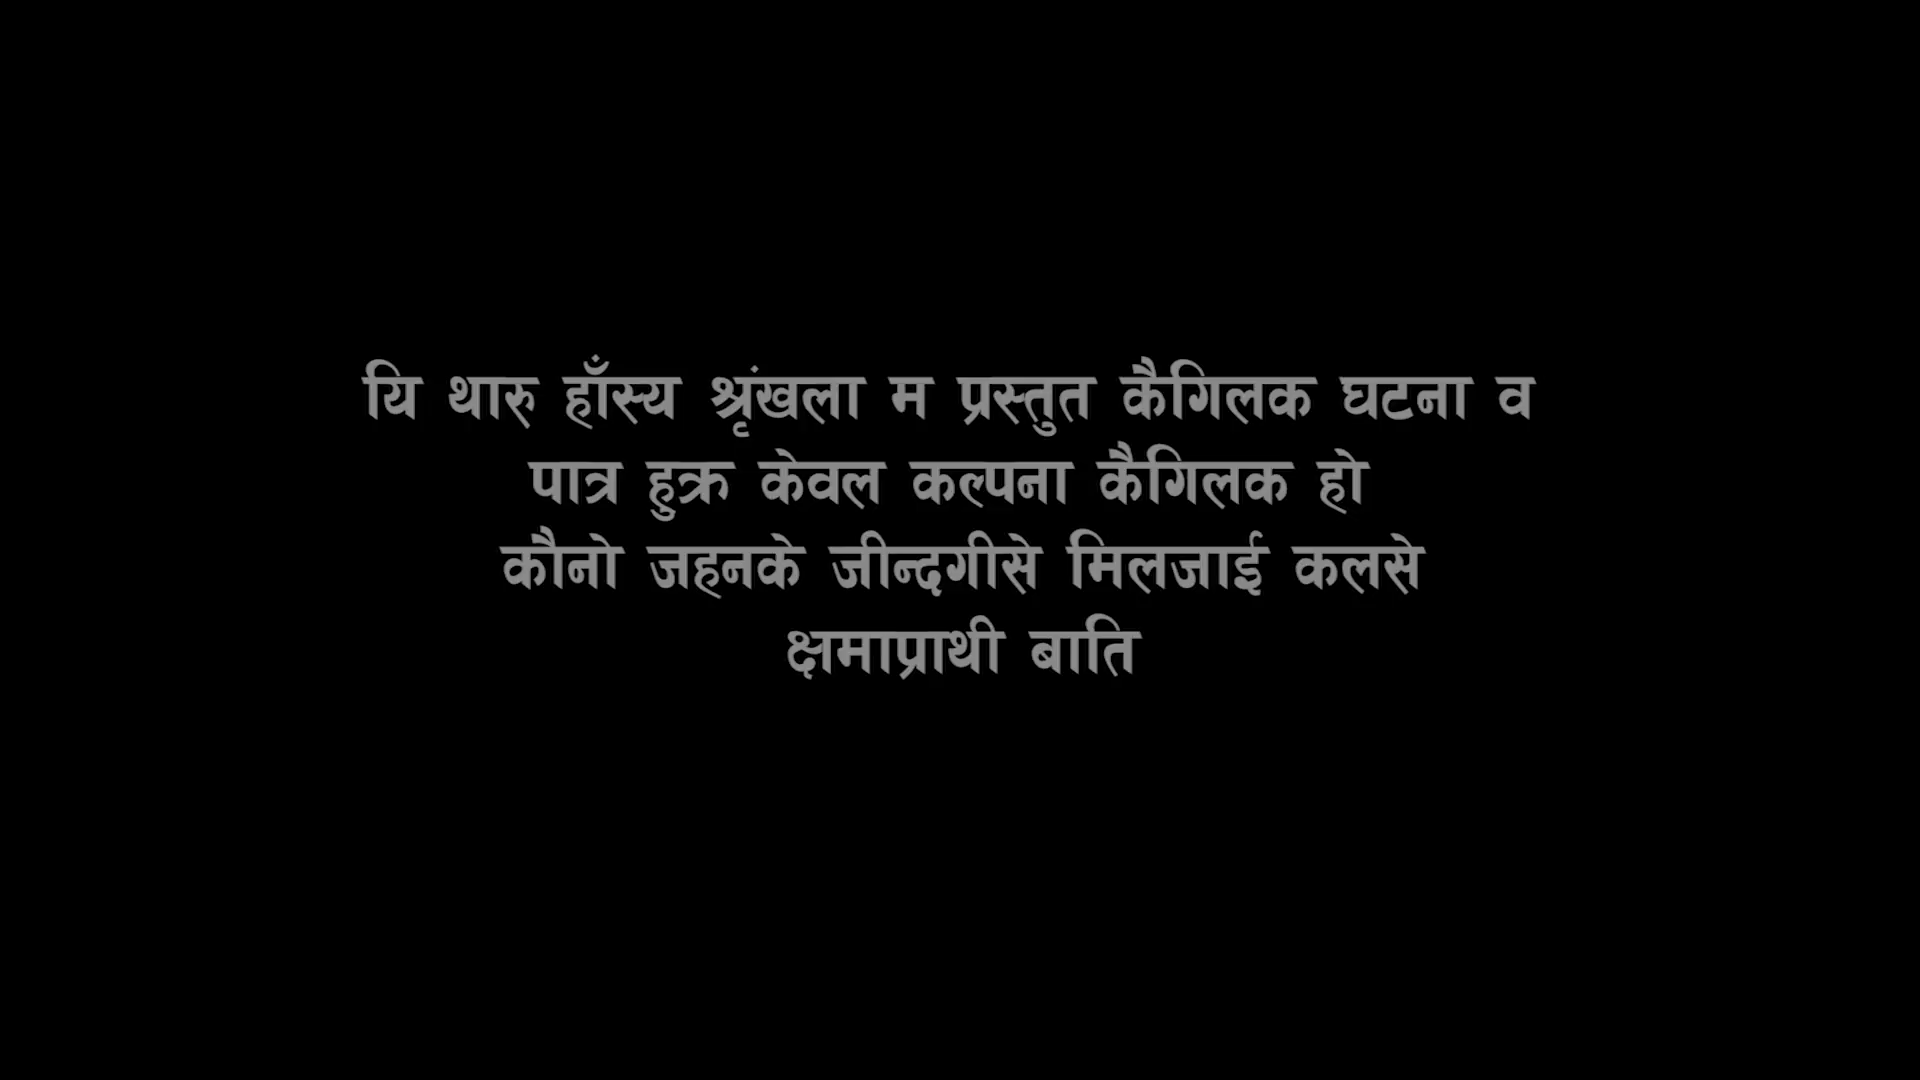 यि थारु हाँस्य श्रृंखला म प्रस्तुत कैगिलक घटना व
पात्र हुक्र केवल कल्पना कैगिलक हो
कौनो जहनके जीन्दगीसे मिलजाई कलसे
क्षमाप्राथी बाति